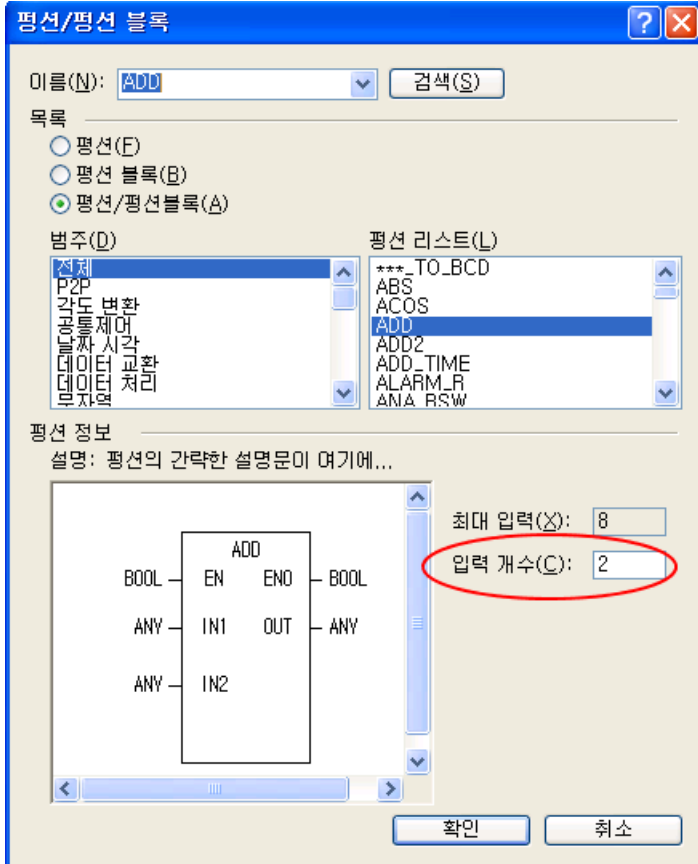 펑션/펑션 블록
이름(N): ADD 검색(S)
목록
펑션(F)
펑션 블록(B)
펑션/펑션블록(A)
범주(D)
전체
P2P
각도 변환
공통제어
날짜 시각
데이터 교환
데이터 처리
문자열
펑션 리스트(L)
***_TO_BCD
ABS
ACOS
ADD
ADD2
ADD_TIME
ALARM_R
ANA_BSW
펑션 정보
설명: 펑션의 간략한 설명문이 여기에...
최대 입력(X): 8
입력 개수(C): 2
ADD
BOOL EN ENO BOOL
ANY IN1 OUT ANY
ANY IN2
확인 취소